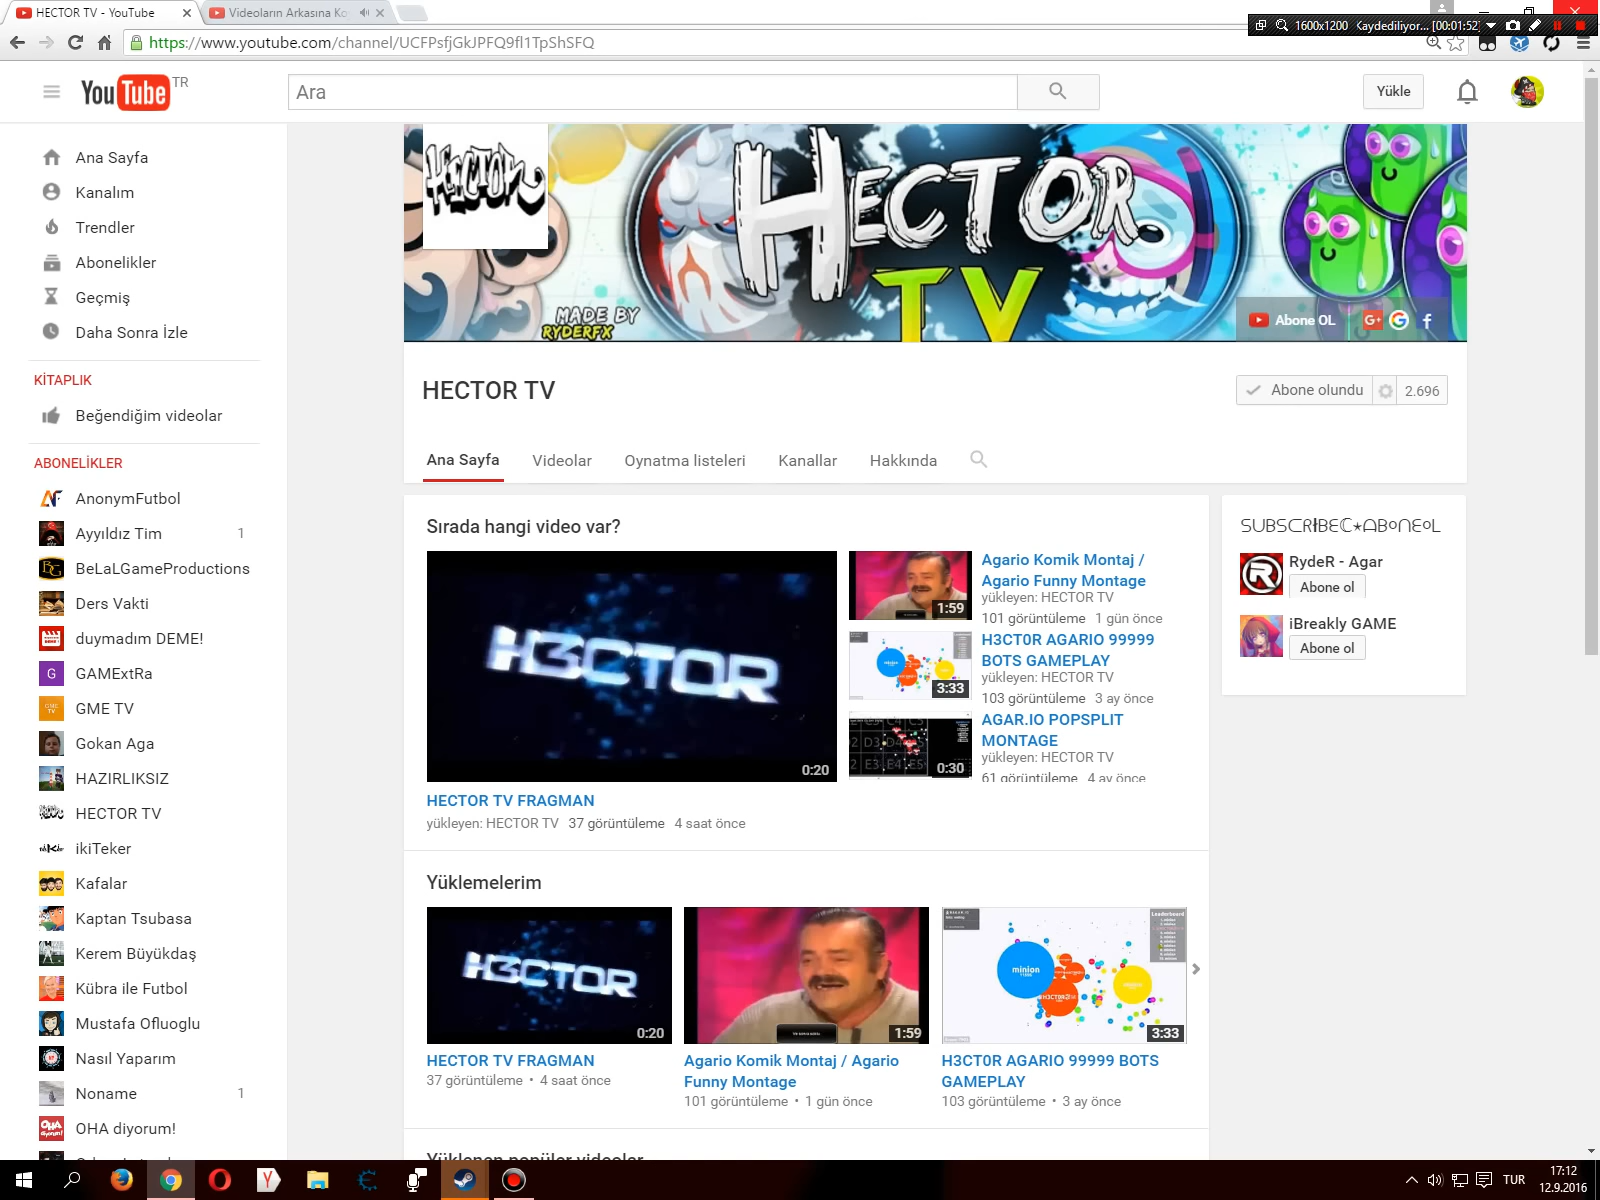 HECTOR TV - YouTube
Videoların Arkasına Ko
1600x1200 Kaydediliyor... [00:01:52]
https://www.youtube.com/channel/UCFPsfjGkJPFQ9fl1TpShSFQ
YouTube TR
Ara
Yükle
Ana Sayfa
Kanalım
Trendler
Abonelikler
Geçmiş
Daha Sonra İzle
KİTAPLIK
Beğendiğim videolar
ABONELİKLER
AnonymFutbol
Ayyıldız Tim 1
BeLaLGameProductions
Ders Vakti
duymadım DEME!
GAMExtRa
GME TV
Gokan Aga
HAZIRLIKSIZ
HECTOR TV
ikiTeker
Kafalar
Kaptan Tsubasa
Kerem Büyükdaş
Kübra ile Futbol
Mustafa Ofluoglu
Nasıl Yaparım
Noname 1
OHA diyorum!
HECTOR
HECTOR
TV
MADE BY
RYDERFX
Abone OL
HECTOR TV
Abone olundu 2.696
Ana Sayfa Videolar Oynatma listeleri Kanallar Hakkında
Sırada hangi video var?
H3CTOR
0:20
HECTOR TV FRAGMAN
yükleyen: HECTOR TV 37 görüntüleme 4 saat önce
1:59
Agario Komik Montaj /
Agario Funny Montage
yükleyen: HECTOR TV
101 görüntüleme 1 gün önce
3:33
H3CT0R AGARIO 99999
BOTS GAMEPLAY
yükleyen: HECTOR TV
103 görüntüleme 3 ay önce
0:30
AGAR.IO POPSPLIT
MONTAGE
yükleyen: HECTOR TV
61 görüntüleme 4 ay önce
SUBSCRİBEC★ABONEOL
RydeR - Agar
Abone ol
iBreakly GAME
Abone ol
Yüklemelerim
H3CTOR
0:20
HECTOR TV FRAGMAN
37 görüntüleme • 4 saat önce
1:59
Agario Komik Montaj / Agario
Funny Montage
101 görüntüleme • 1 gün önce
Leaderboard
minion
3:33
H3CT0R AGARIO 99999 BOTS
GAMEPLAY
103 görüntüleme • 3 ay önce
Yüklenen popüler videolar
TUR
17:12
12.9.2016